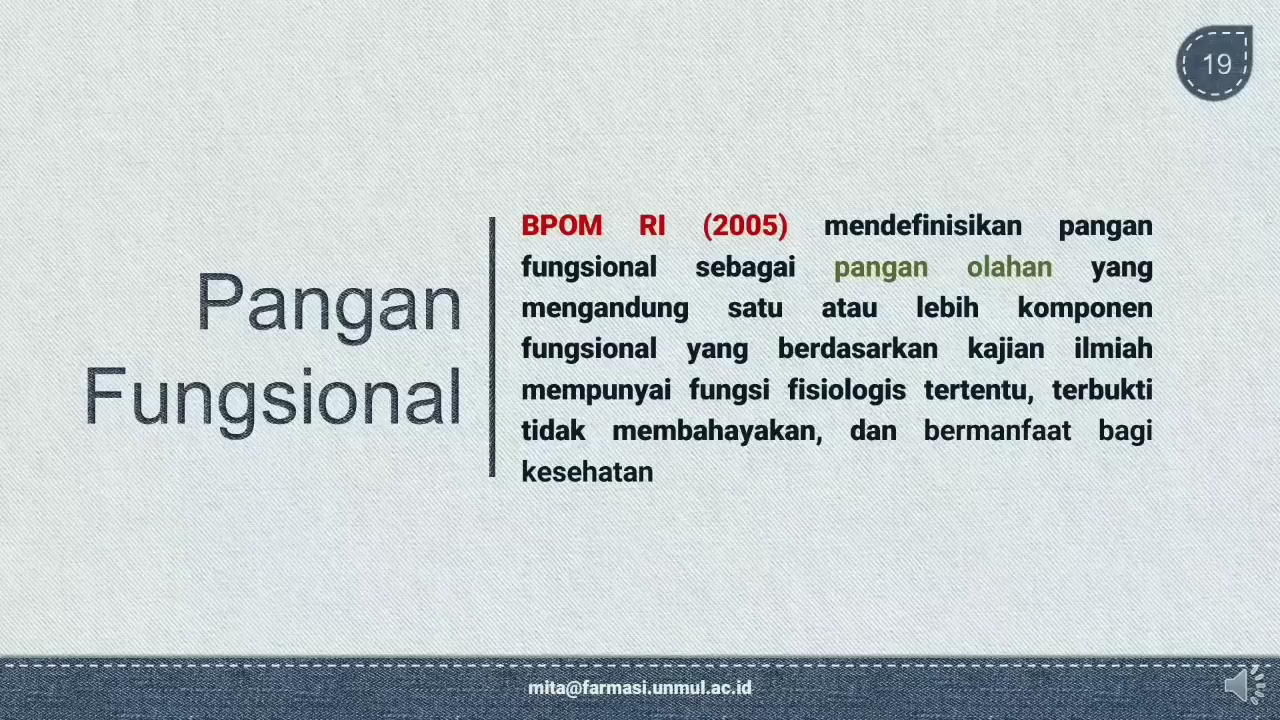 19
Pangan
Fungsional
BPOM RI (2005) mendefinisikan pangan
fungsional sebagai pangan olahan yang
mengandung satu atau lebih komponen
fungsional yang berdasarkan kajian ilmiah
mempunyai fungsi fisiologis tertentu, terbukti
tidak membahayakan, dan bermanfaat bagi
kesehatan
mita@farmasi.unmul.ac.id